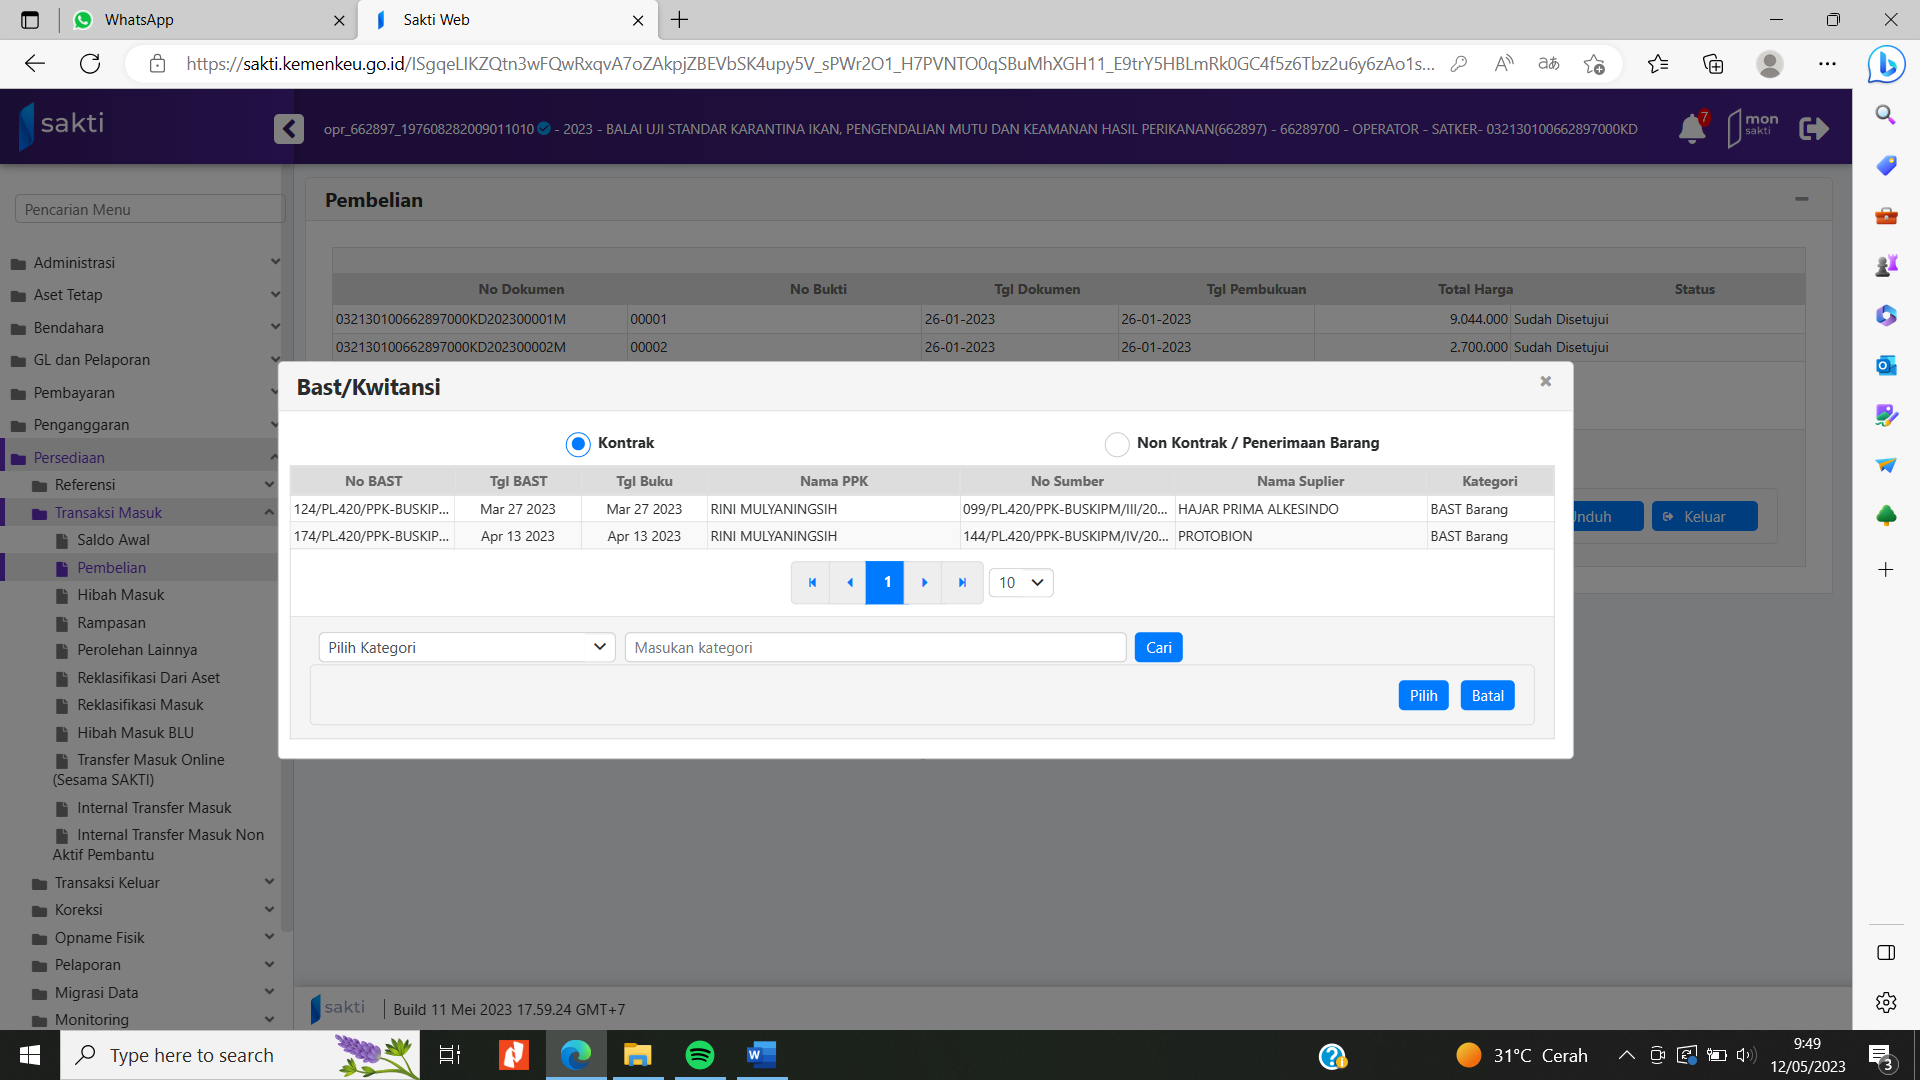 WhatsApp
Sakti Web
https://sakti.kemenkeu.go.id/
sakti
opr_662897_197608282009011010 - 2023 - BALAI UJI STANDAR KARANTINA IKAN, PENGENDALIAN MUTU DAN KEAMANAN HASIL PERIKANAN(662897) - 66289700 - OPERATOR - SATKER- 032130100662897000KD
7
mon
sakti
Pencarian Menu
Administrasi
Aset Tetap
Bendahara
GL dan Pelaporan
Pembayaran
Penganggaran
Persediaan
Referensi
Transaksi Masuk
Saldo Awal
Pembelian
Hibah Masuk
Rampasan
Perolehan Lainnya
Reklasifikasi Dari Aset
Reklasifikasi Masuk
Hibah Masuk BLU
Transfer Masuk Online
(Sesama SAKTI)
Internal Transfer Masuk
Internal Transfer Masuk Non
Aktif Pembantu
Transaksi Keluar
Koreksi
Opname Fisik
Pelaporan
Migrasi Data
Monitoring
Pembelian
No Dokumen No Bukti Tgl Dokumen Tgl Pembukuan Total Harga Status
032130100662897000KD202300001M 00001 26-01-2023 26-01-2023 9.044.000 Sudah Disetujui
032130100662897000KD202300002M 00002 26-01-2023 26-01-2023 2.700.000 Sudah Disetujui
Keluar
Bast/Kwitansi
Kontrak
Non Kontrak / Penerimaan Barang
No BAST Tgl BAST Tgl Buku Nama PPK No Sumber Nama Suplier Kategori
124/PL.420/PPK-BUSKIP... Mar 27 2023 Mar 27 2023 RINI MULYANINGSIH 099/PL.420/PPK-BUSKIPM/III/20... HAJAR PRIMA ALKESINDO BAST Barang
174/PL.420/PPK-BUSKIP... Apr 13 2023 Apr 13 2023 RINI MULYANINGSIH 144/PL.420/PPK-BUSKIPM/IV/20... PROTOBION BAST Barang
1
10
Pilih Kategori
Masukan kategori
Cari
Pilih
Batal
sakti
Build 11 Mei 2023 17.59.24 GMT+7
Type here to search
31°C Cerah
9:49
12/05/2023
3